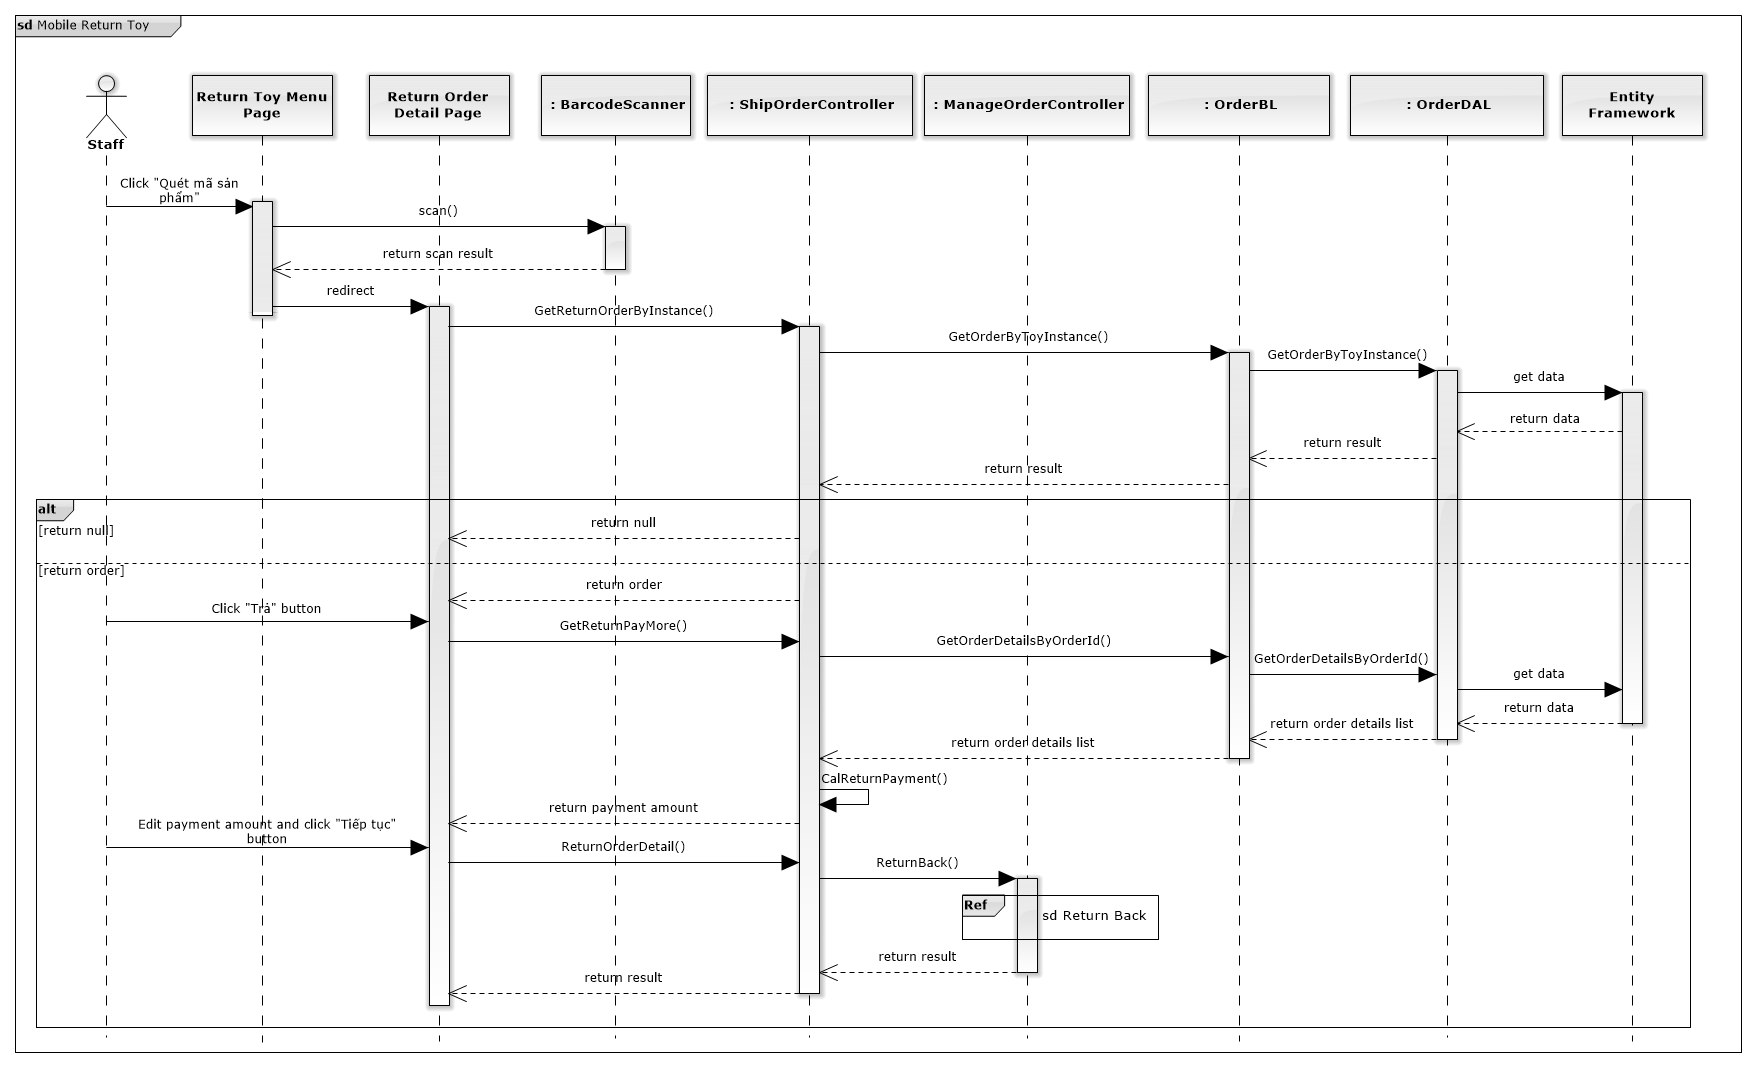 sd Mobile Return Toy
Staff
Return Toy Menu
Page
Return Order
Detail Page
: BarcodeScanner
: ShipOrderController
: ManageOrderController
: OrderBL
: OrderDAL
Entity
Framework
Click "Quét mã sản
phẩm"
scan()
return scan result
redirect
GetReturnOrderByInstance()
GetOrderByToyInstance()
GetOrderByToyInstance()
get data
return data
return result
return result
alt
[return null]
return null
[return order]
return order
Click "Trả" button
GetReturnPayMore()
GetOrderDetailsByOrderId()
GetOrderDetailsByOrderId()
get data
return data
return order details list
return order details list
CalReturnPayment()
return payment amount
Edit payment amount and click "Tiếp tục"
button
ReturnOrderDetail()
ReturnBack()
Ref
sd Return Back
return result
return result